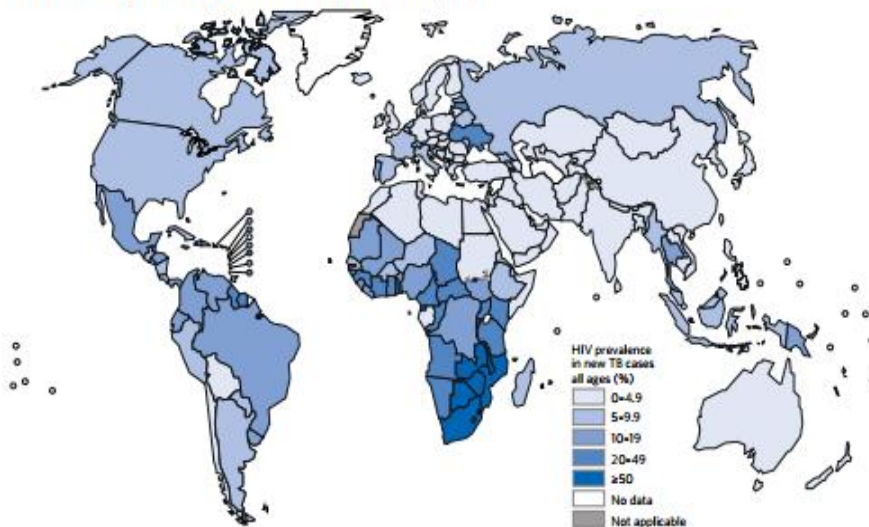 HIV prevalence
in new TB cases
all ages (%)
0–4.9
5–9.9
10–19
20–49
≥50
No data
Not applicable